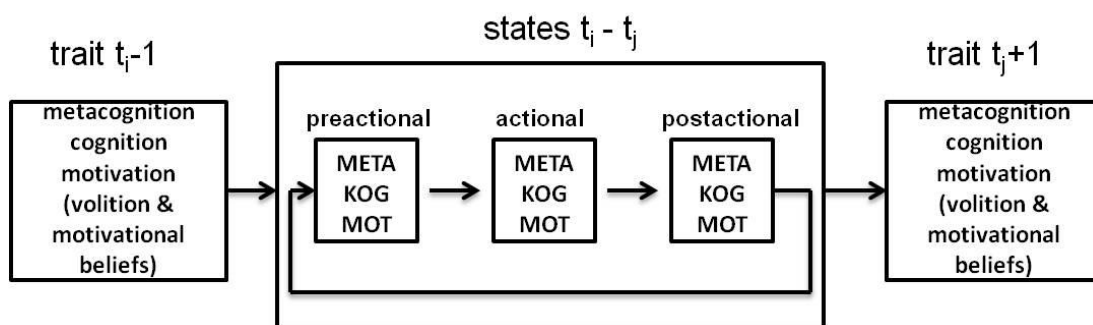 trait tᵢ-1
metacognition
cognition
motivation
(volition &
motivational
beliefs)
states tᵢ - tⱼ
preactional
META
KOG
MOT
actional
META
KOG
MOT
postactional
META
KOG
MOT
trait tⱼ+1
metacognition
cognition
motivation
(volition &
motivational
beliefs)